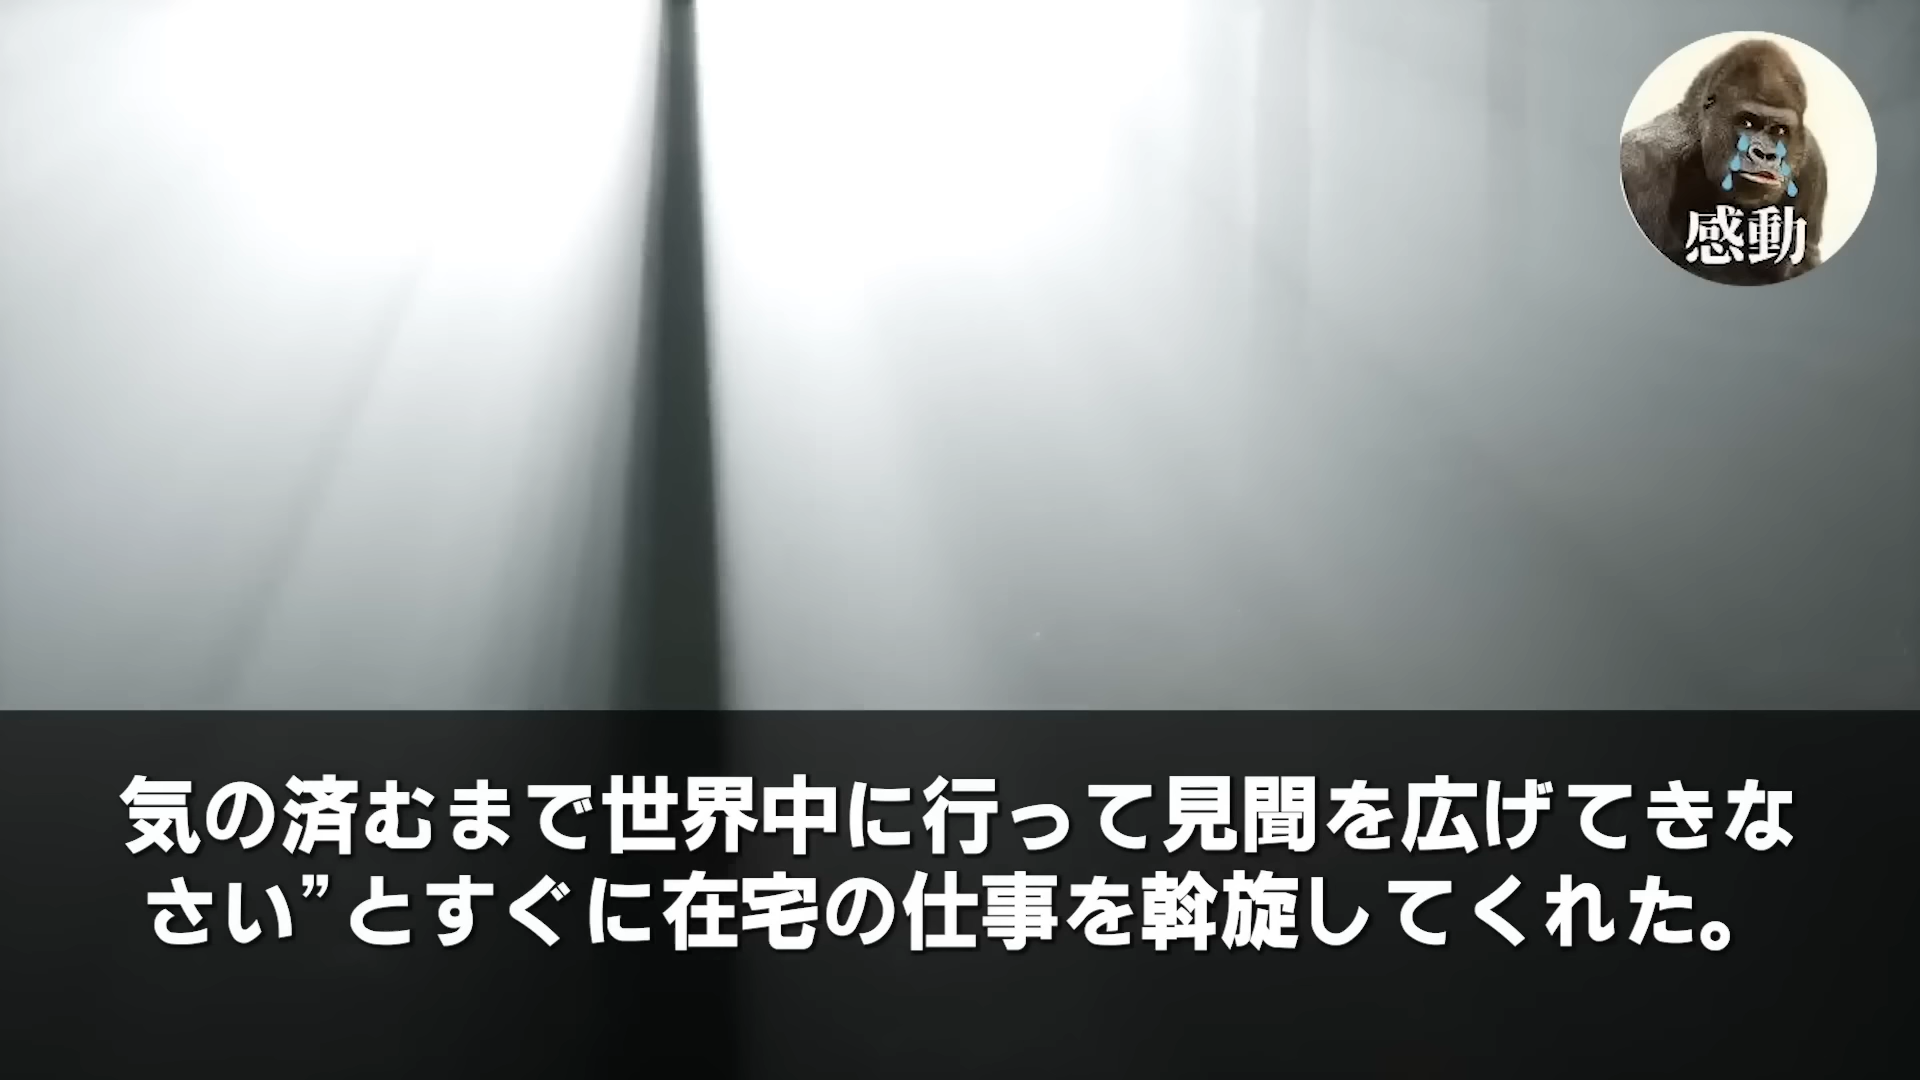 感動
気の済むまで世界中に行って見聞を広げてきな
さい”とすぐに在宅の仕事を斡旋してくれた。